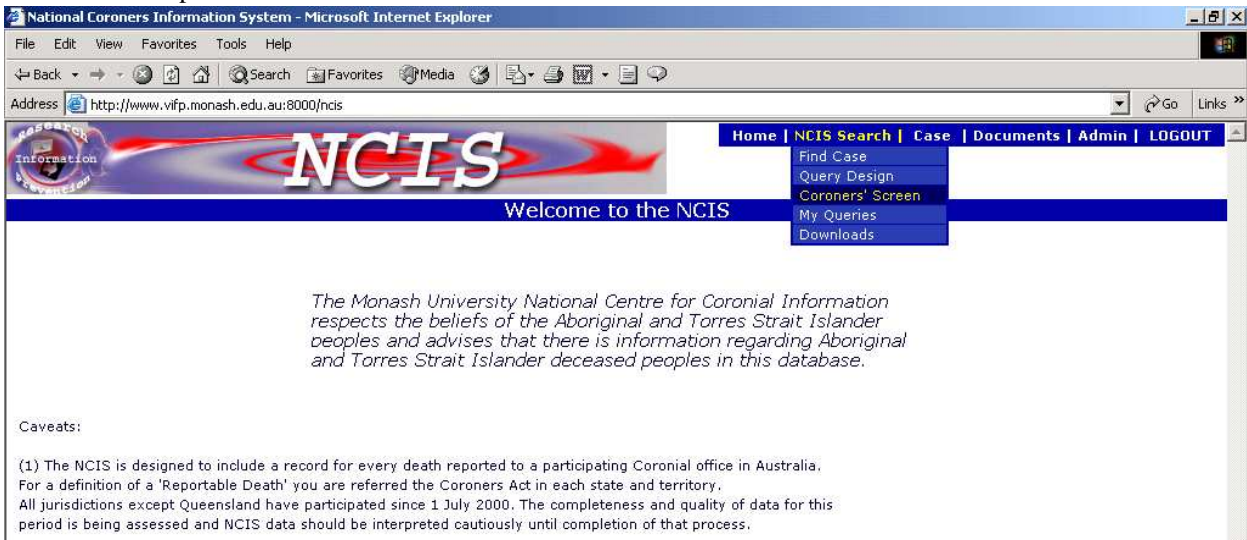 National Coroners Information System - Microsoft Internet Explorer
File Edit View Favorites Tools Help
Back Search Favorites Media
Address http://www.vifp.monash.edu.au:8000/ncis Go Links »
Research
Information
Prevention
NCIS
Home | NCIS Search | Case | Documents | Admin | LOGOUT
Find Case
Query Design
Coroners' Screen
My Queries
Downloads
Welcome to the NCIS
The Monash University National Centre for Coronial Information
respects the beliefs of the Aboriginal and Torres Strait Islander
peoples and advises that there is information regarding Aboriginal
and Torres Strait Islander deceased peoples in this database.
Caveats:
(1) The NCIS is designed to include a record for every death reported to a participating Coronial office in Australia.
For a definition of a 'Reportable Death' you are referred the Coroners Act in each state and territory.
All jurisdictions except Queensland have participated since 1 July 2000. The completeness and quality of data for this
period is being assessed and NCIS data should be interpreted cautiously until completion of that process.